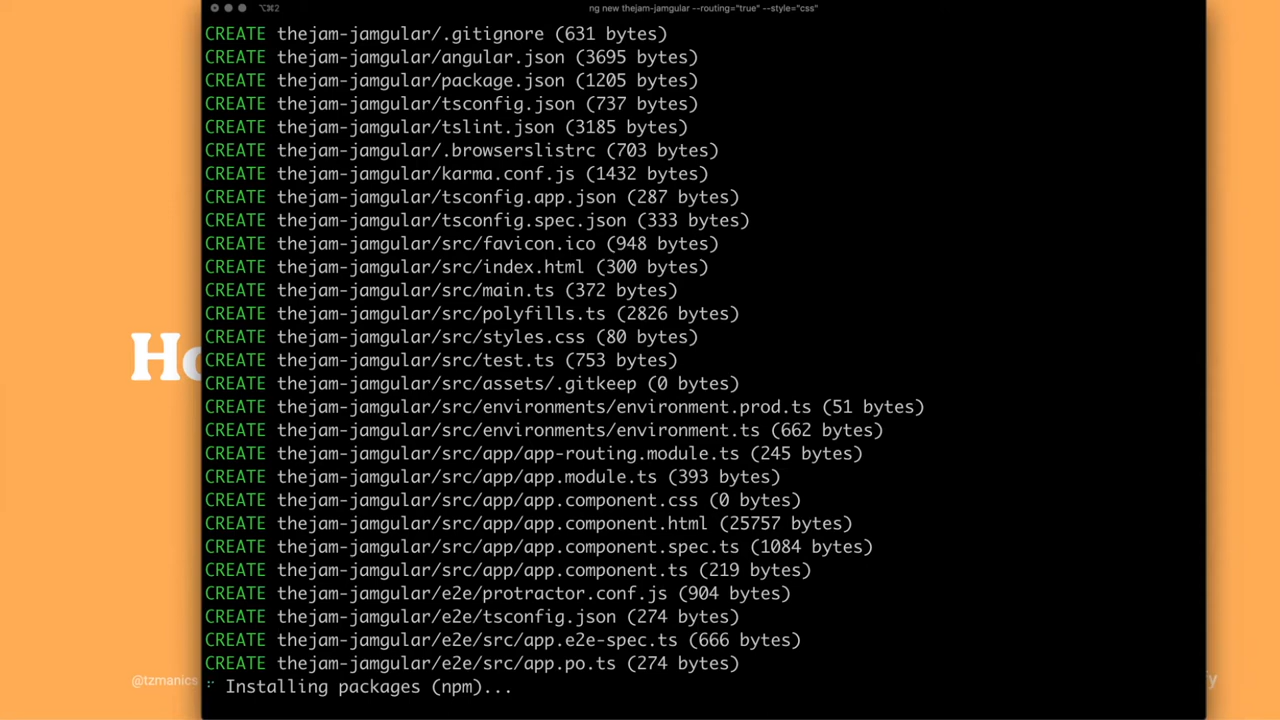 ⌥⌘2
ng new thejam-jamgular --routing="true" --style="css"
CREATE thejam-jamgular/.gitignore (631 bytes)
CREATE thejam-jamgular/angular.json (3695 bytes)
CREATE thejam-jamgular/package.json (1205 bytes)
CREATE thejam-jamgular/tsconfig.json (737 bytes)
CREATE thejam-jamgular/tslint.json (3185 bytes)
CREATE thejam-jamgular/.browserslistrc (703 bytes)
CREATE thejam-jamgular/karma.conf.js (1432 bytes)
CREATE thejam-jamgular/tsconfig.app.json (287 bytes)
CREATE thejam-jamgular/tsconfig.spec.json (333 bytes)
CREATE thejam-jamgular/src/favicon.ico (948 bytes)
CREATE thejam-jamgular/src/index.html (300 bytes)
CREATE thejam-jamgular/src/main.ts (372 bytes)
CREATE thejam-jamgular/src/polyfills.ts (2826 bytes)
CREATE thejam-jamgular/src/styles.css (80 bytes)
CREATE thejam-jamgular/src/test.ts (753 bytes)
CREATE thejam-jamgular/src/assets/.gitkeep (0 bytes)
CREATE thejam-jamgular/src/environments/environment.prod.ts (51 bytes)
CREATE thejam-jamgular/src/environments/environment.ts (662 bytes)
CREATE thejam-jamgular/src/app/app-routing.module.ts (245 bytes)
CREATE thejam-jamgular/src/app/app.module.ts (393 bytes)
CREATE thejam-jamgular/src/app/app.component.css (0 bytes)
CREATE thejam-jamgular/src/app/app.component.html (25757 bytes)
CREATE thejam-jamgular/src/app/app.component.spec.ts (1084 bytes)
CREATE thejam-jamgular/src/app/app.component.ts (219 bytes)
CREATE thejam-jamgular/e2e/protractor.conf.js (904 bytes)
CREATE thejam-jamgular/e2e/tsconfig.json (274 bytes)
CREATE thejam-jamgular/e2e/src/app.e2e-spec.ts (666 bytes)
CREATE thejam-jamgular/e2e/src/app.po.ts (274 bytes)
Installing packages (npm)...
@tzmanics